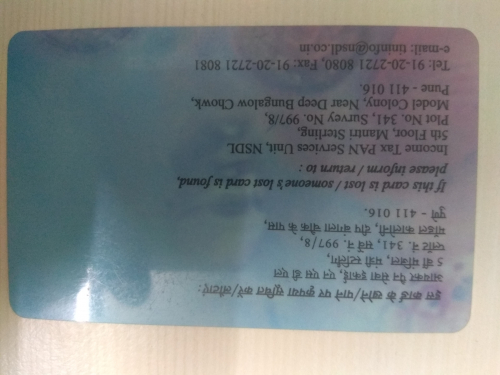 इस कार्ड के खोने/पाने पर कृपया सूचित करें/लौटाएं :
आयकर पैन सेवा इकाई, एन एस डी एल
5 वी मंजिल, मंत्री स्टर्लिंग,
प्लॉट नं. 341, सर्वे नं. 997/8,
मॉडल कालोनी, दीप बंगला चौक के पास,
पुणे - 411 016.
If this card is lost / someone's lost card is found,
please inform / return to :
Income Tax PAN Services Unit, NSDL
5th Floor, Mantri Sterling,
Plot No. 341, Survey No. 997/8,
Model Colony, Near Deep Bungalow Chowk,
Pune - 411 016.
Tel: 91-20-2721 8080, Fax: 91-20-2721 8081
e-mail: tininfo@nsdl.co.in